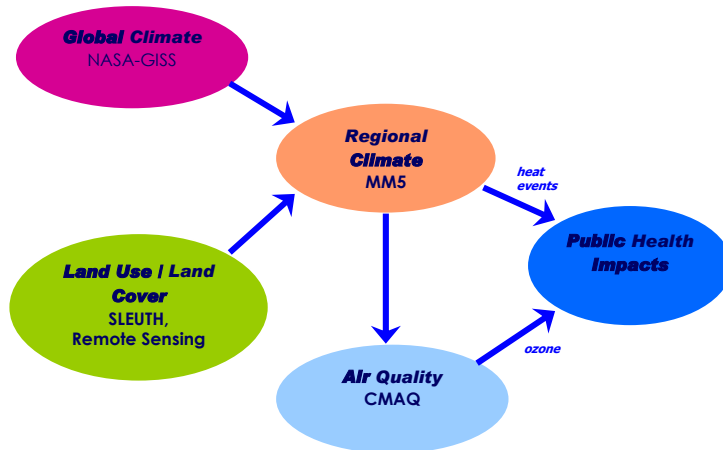 Global Climate
NASA-GISS
Regional
Climate
MM5
heat
events
Public Health
Impacts
Land Use / Land
Cover
SLEUTH,
Remote Sensing
ozone
Air Quality
CMAQ